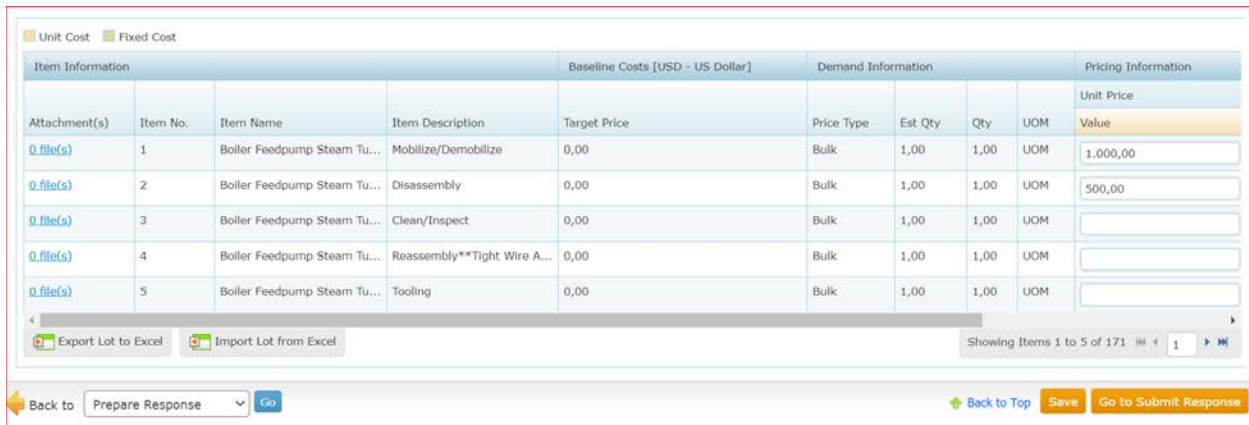 Unit Cost Fixed Cost
Item Information Baseline Costs [USD - US Dollar] Demand Information Pricing Information
Unit Price
Attachment(s) Item No. Item Name Item Description Target Price Price Type Est Qty Qty UOM Value
0 file(s) 1 Boiler Feedpump Steam Tu... Mobilize/Demobilize 0,00 Bulk 1,00 1,00 UOM 1.000,00
0 file(s) 2 Boiler Feedpump Steam Tu... Disassembly 0,00 Bulk 1,00 1,00 UOM 500,00
0 file(s) 3 Boiler Feedpump Steam Tu... Clean/Inspect 0,00 Bulk 1,00 1,00 UOM
0 file(s) 4 Boiler Feedpump Steam Tu... Reassembly**Tight Wire A... 0,00 Bulk 1,00 1,00 UOM
0 file(s) 5 Boiler Feedpump Steam Tu... Tooling 0,00 Bulk 1,00 1,00 UOM
Export Lot to Excel Import Lot from Excel Showing Items 1 to 5 of 171 1
Back to Prepare Response Go Back to Top Save Go to Submit Response